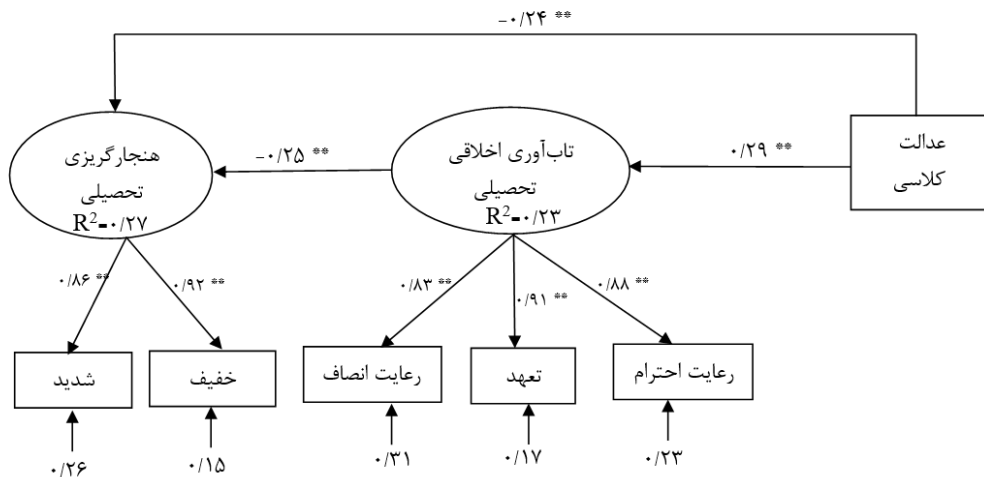 -۰/۲۴ **
عدالت
کلاسی
۰/۲۹ **
تاب‌آوری اخلاقی
تحصیلی
R²=۰/۲۳
-۰/۲۵ **
هنجارگریزی
تحصیلی
R²=۰/۲۷
۰/۸۸ **
۰/۹۱ **
۰/۸۳ **
۰/۹۲ **
۰/۸۶ **
رعایت احترام
تعهد
رعایت انصاف
خفیف
شدید
۰/۲۳
۰/۱۷
۰/۳۱
۰/۱۵
۰/۲۶